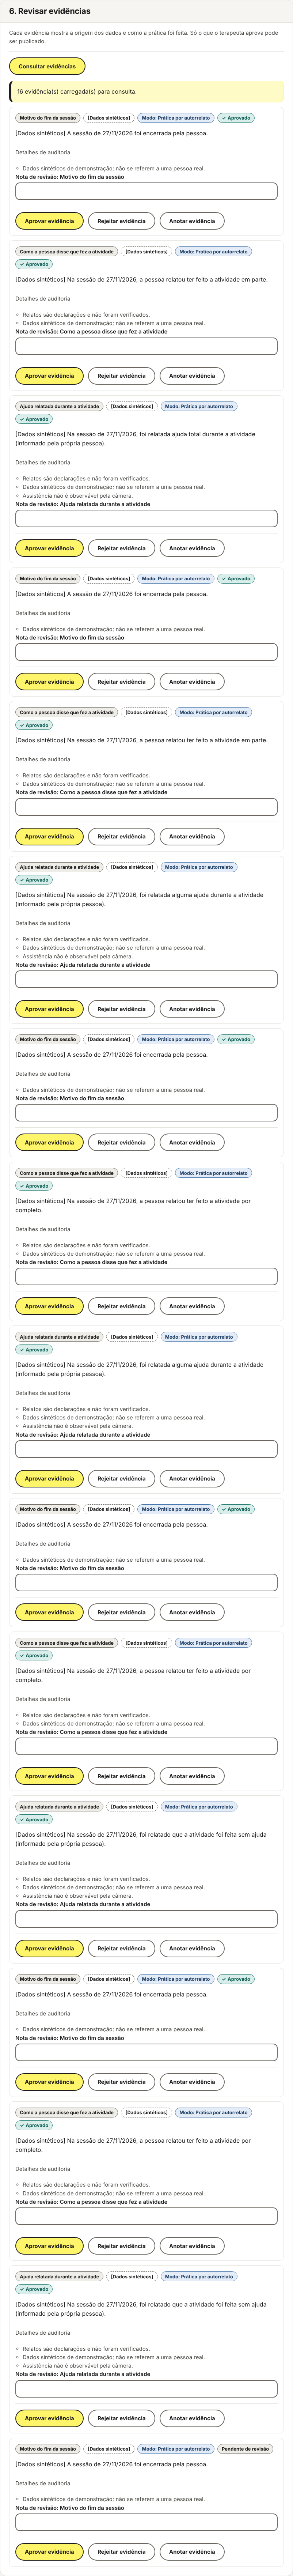 6. Revisar evidências
Cada evidência mostra a origem dos dados e como a prática foi feita. Só o que o terapeuta aprova pode
ser publicado.
Consultar evidências
16 evidência(s) carregada(s) para consulta.
Motivo do fim da sessão [Dados sintéticos] Modo: Prática por autorrelato ✓ Aprovado
[Dados sintéticos] A sessão de 27/11/2026 foi encerrada pela pessoa.
Detalhes de auditoria
Dados sintéticos de demonstração; não se referem a uma pessoa real.
Nota de revisão: Motivo do fim da sessão
Aprovar evidência Rejeitar evidência Anotar evidência
Como a pessoa disse que fez a atividade [Dados sintéticos] Modo: Prática por autorrelato
✓ Aprovado
[Dados sintéticos] Na sessão de 27/11/2026, a pessoa relatou ter feito a atividade em parte.
Detalhes de auditoria
Relatos são declarações e não foram verificados.
Dados sintéticos de demonstração; não se referem a uma pessoa real.
Nota de revisão: Como a pessoa disse que fez a atividade
Aprovar evidência Rejeitar evidência Anotar evidência
Ajuda relatada durante a atividade [Dados sintéticos] Modo: Prática por autorrelato
✓ Aprovado
[Dados sintéticos] Na sessão de 27/11/2026, foi relatada ajuda total durante a atividade
(informado pela própria pessoa).
Detalhes de auditoria
Relatos são declarações e não foram verificados.
Dados sintéticos de demonstração; não se referem a uma pessoa real.
Assistência não é observável pela câmera.
Nota de revisão: Ajuda relatada durante a atividade
Aprovar evidência Rejeitar evidência Anotar evidência
Motivo do fim da sessão [Dados sintéticos] Modo: Prática por autorrelato ✓ Aprovado
[Dados sintéticos] A sessão de 27/11/2026 foi encerrada pela pessoa.
Detalhes de auditoria
Dados sintéticos de demonstração; não se referem a uma pessoa real.
Nota de revisão: Motivo do fim da sessão
Aprovar evidência Rejeitar evidência Anotar evidência
Como a pessoa disse que fez a atividade [Dados sintéticos] Modo: Prática por autorrelato
✓ Aprovado
[Dados sintéticos] Na sessão de 27/11/2026, a pessoa relatou ter feito a atividade em parte.
Detalhes de auditoria
Relatos são declarações e não foram verificados.
Dados sintéticos de demonstração; não se referem a uma pessoa real.
Nota de revisão: Como a pessoa disse que fez a atividade
Aprovar evidência Rejeitar evidência Anotar evidência
Ajuda relatada durante a atividade [Dados sintéticos] Modo: Prática por autorrelato
✓ Aprovado
[Dados sintéticos] Na sessão de 27/11/2026, foi relatada alguma ajuda durante a atividade
(informado pela própria pessoa).
Detalhes de auditoria
Relatos são declarações e não foram verificados.
Dados sintéticos de demonstração; não se referem a uma pessoa real.
Assistência não é observável pela câmera.
Nota de revisão: Ajuda relatada durante a atividade
Aprovar evidência Rejeitar evidência Anotar evidência
Motivo do fim da sessão [Dados sintéticos] Modo: Prática por autorrelato ✓ Aprovado
[Dados sintéticos] A sessão de 27/11/2026 foi encerrada pela pessoa.
Detalhes de auditoria
Dados sintéticos de demonstração; não se referem a uma pessoa real.
Nota de revisão: Motivo do fim da sessão
Aprovar evidência Rejeitar evidência Anotar evidência
Como a pessoa disse que fez a atividade [Dados sintéticos] Modo: Prática por autorrelato
✓ Aprovado
[Dados sintéticos] Na sessão de 27/11/2026, a pessoa relatou ter feito a atividade por
completo.
Detalhes de auditoria
Relatos são declarações e não foram verificados.
Dados sintéticos de demonstração; não se referem a uma pessoa real.
Nota de revisão: Como a pessoa disse que fez a atividade
Aprovar evidência Rejeitar evidência Anotar evidência
Ajuda relatada durante a atividade [Dados sintéticos] Modo: Prática por autorrelato
✓ Aprovado
[Dados sintéticos] Na sessão de 27/11/2026, foi relatada alguma ajuda durante a atividade
(informado pela própria pessoa).
Detalhes de auditoria
Relatos são declarações e não foram verificados.
Dados sintéticos de demonstração; não se referem a uma pessoa real.
Assistência não é observável pela câmera.
Nota de revisão: Ajuda relatada durante a atividade
Aprovar evidência Rejeitar evidência Anotar evidência
Motivo do fim da sessão [Dados sintéticos] Modo: Prática por autorrelato ✓ Aprovado
[Dados sintéticos] A sessão de 27/11/2026 foi encerrada pela pessoa.
Detalhes de auditoria
Dados sintéticos de demonstração; não se referem a uma pessoa real.
Nota de revisão: Motivo do fim da sessão
Aprovar evidência Rejeitar evidência Anotar evidência
Como a pessoa disse que fez a atividade [Dados sintéticos] Modo: Prática por autorrelato
✓ Aprovado
[Dados sintéticos] Na sessão de 27/11/2026, a pessoa relatou ter feito a atividade por
completo.
Detalhes de auditoria
Relatos são declarações e não foram verificados.
Dados sintéticos de demonstração; não se referem a uma pessoa real.
Nota de revisão: Como a pessoa disse que fez a atividade
Aprovar evidência Rejeitar evidência Anotar evidência
Ajuda relatada durante a atividade [Dados sintéticos] Modo: Prática por autorrelato
✓ Aprovado
[Dados sintéticos] Na sessão de 27/11/2026, foi relatado que a atividade foi feita sem ajuda
(informado pela própria pessoa).
Detalhes de auditoria
Relatos são declarações e não foram verificados.
Dados sintéticos de demonstração; não se referem a uma pessoa real.
Assistência não é observável pela câmera.
Nota de revisão: Ajuda relatada durante a atividade
Aprovar evidência Rejeitar evidência Anotar evidência
Motivo do fim da sessão [Dados sintéticos] Modo: Prática por autorrelato ✓ Aprovado
[Dados sintéticos] A sessão de 27/11/2026 foi encerrada pela pessoa.
Detalhes de auditoria
Dados sintéticos de demonstração; não se referem a uma pessoa real.
Nota de revisão: Motivo do fim da sessão
Aprovar evidência Rejeitar evidência Anotar evidência
Como a pessoa disse que fez a atividade [Dados sintéticos] Modo: Prática por autorrelato
✓ Aprovado
[Dados sintéticos] Na sessão de 27/11/2026, a pessoa relatou ter feito a atividade por
completo.
Detalhes de auditoria
Relatos são declarações e não foram verificados.
Dados sintéticos de demonstração; não se referem a uma pessoa real.
Nota de revisão: Como a pessoa disse que fez a atividade
Aprovar evidência Rejeitar evidência Anotar evidência
Ajuda relatada durante a atividade [Dados sintéticos] Modo: Prática por autorrelato
✓ Aprovado
[Dados sintéticos] Na sessão de 27/11/2026, foi relatado que a atividade foi feita sem ajuda
(informado pela própria pessoa).
Detalhes de auditoria
Relatos são declarações e não foram verificados.
Dados sintéticos de demonstração; não se referem a uma pessoa real.
Assistência não é observável pela câmera.
Nota de revisão: Ajuda relatada durante a atividade
Aprovar evidência Rejeitar evidência Anotar evidência
Motivo do fim da sessão [Dados sintéticos] Modo: Prática por autorrelato Pendente de revisão
[Dados sintéticos] A sessão de 27/11/2026 foi encerrada pela pessoa.
Detalhes de auditoria
Dados sintéticos de demonstração; não se referem a uma pessoa real.
Nota de revisão: Motivo do fim da sessão
Aprovar evidência Rejeitar evidência Anotar evidência